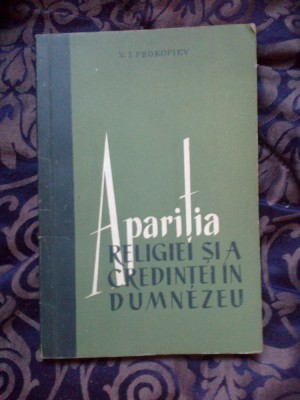 V. I. PROKOFIEV
Apariția
RELIGIEI ȘI A
CREDINȚEI ÎN
DUMNEZEU